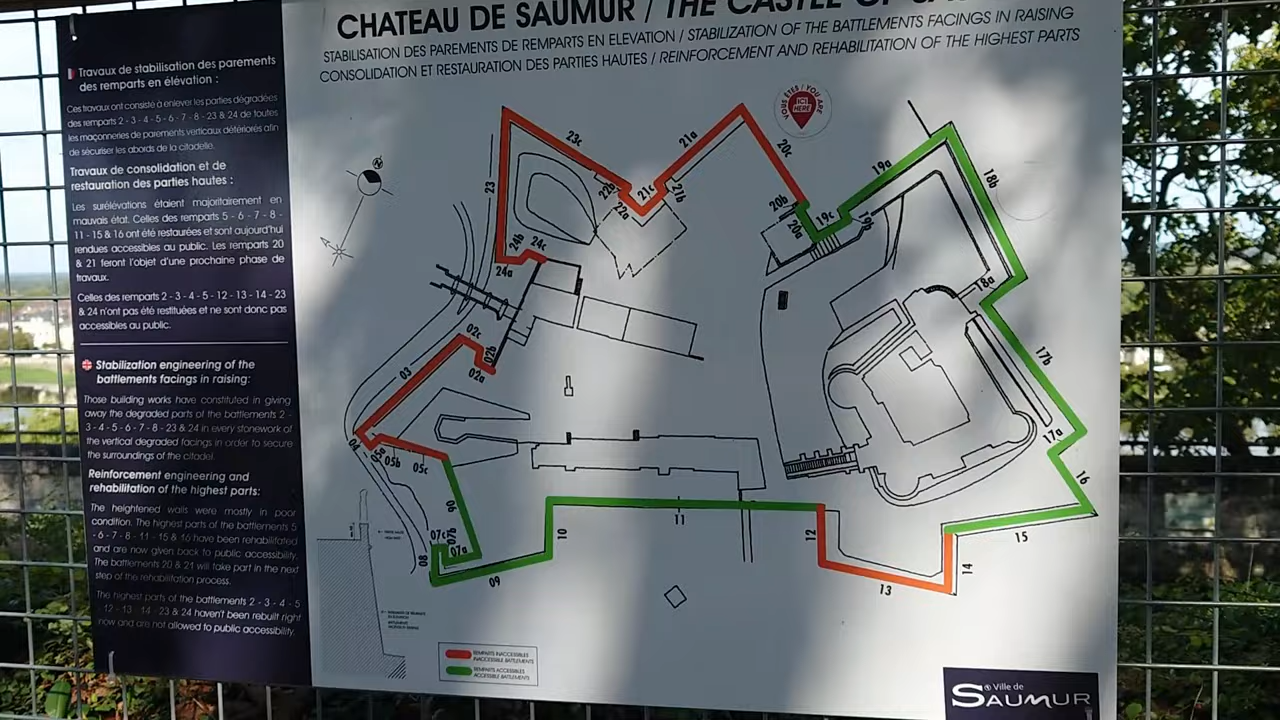 CHATEAU DE SAUMUR / THE CASTLE OF
STABILISATION DES PAREMENTS DE REMPARTS EN ELEVATION / STABILIZATION OF THE BATTLEMENTS FACINGS IN RAISING
CONSOLIDATION ET RESTAURATION DES PARTIES HAUTES / REINFORCEMENT AND REHABILITATION OF THE HIGHEST PARTS
Travaux de stabilisation des parements
des remparts en élévation :
Ces travaux ont consisté à enlever les parties dégradées
des remparts 2 - 3 - 4 - 5 - 6 - 7 - 8 - 23 & 24 de toutes
les maçonneries de parements verticaux détériorés afin
de sécuriser les abords de la citadelle.
Travaux de consolidation et de
restauration des parties hautes :
Les surélévations étaient majoritairement en
mauvais état. Celles des remparts 5 - 6 - 7 - 8 -
11 - 15 & 16 ont été restaurées et sont aujourd'hui
rendues accessibles au public. Les remparts 20
& 21 feront l'objet d'une prochaine phase de
travaux.
Celles des remparts 2 - 3 - 4 - 5 - 12 - 13 - 14 - 23
& 24 n'ont pas été restituées et ne sont donc pas
accessibles au public.
Stabilization engineering of the
battlements facings in raising:
Those building works have constituted in giving
away the degraded parts of the battlements 2 -
3 - 4 - 5 - 6 - 7 - 8 - 23 & 24 in every stonework of
the vertical degraded facings in order to secure
the surroundings of the citadel.
Reinforcement engineering and
rehabilitation of the highest parts:
The heightened walls were mostly in poor
condition. The highest parts of the battlements 5
- 6 - 7 - 8 - 11 - 15 & 16 have been rehabilitated
and are now given back to public accessibility.
The battlements 20 & 21 will take part in the next
step of the rehabilitation process.
The highest parts of the battlements 2 - 3 - 4 - 5
- 12 - 13 - 14 - 23 & 24 haven't been rebuilt right
now and are not allowed to public accessibility.
VOUS ÊTES / YOU ARE
ICI
HERE
23c
21a
20c
19a
18b
23
22b
21c
21b
22a
20b
20a
19c
19b
24b
24c
24a
18a
02c
02b
02a
03
17b
17a
04
05a
05b
05c
16
06
11
10
12
15
07c
07b
07a
08
09
14
13
REMPARTS INACCESSIBLES
INACCESSIBLE BATTLEMENTS
REMPARTS ACCESSIBLES
ACCESSIBLE BATTLEMENTS
Ville de
SAUMUR